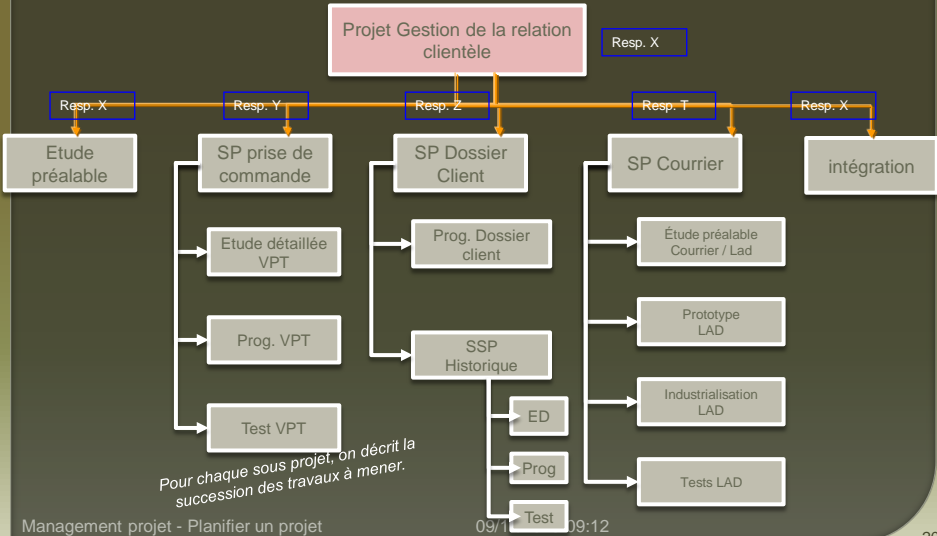 Projet Gestion de la relation
clientèle
Resp. X
Resp. X
Resp. Y
Resp. Z
Resp. T
Resp. X
Etude
préalable
SP prise de
commande
SP Dossier
Client
SP Courrier
intégration
Etude détaillée
VPT
Prog. VPT
Test VPT
Prog. Dossier
client
SSP
Historique
ED
Prog
Test
Étude préalable
Courrier / Lad
Prototype
LAD
Industrialisation
LAD
Tests LAD
Pour chaque sous projet, on décrit la
succession des travaux à mener.
Management projet - Planifier un projet
09:12